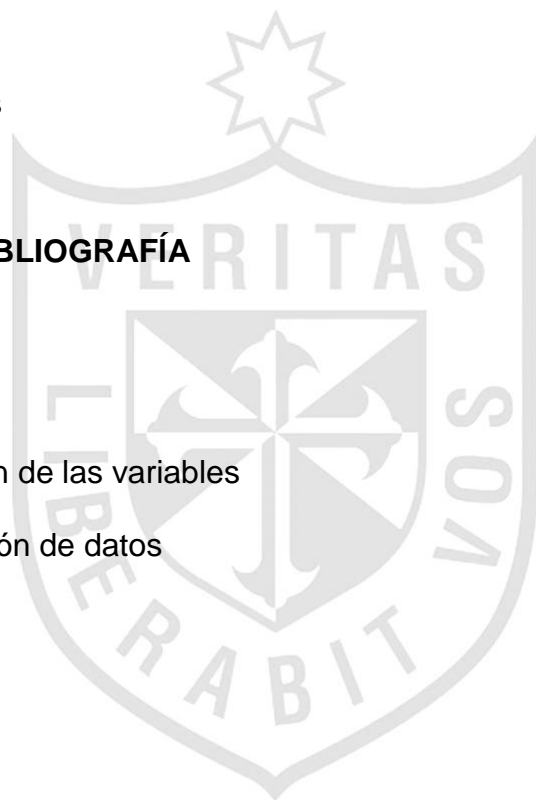 s
BLIOGRAFÍA
VERITAS
n de las variables
ón de datos
LIBERABIT VOS